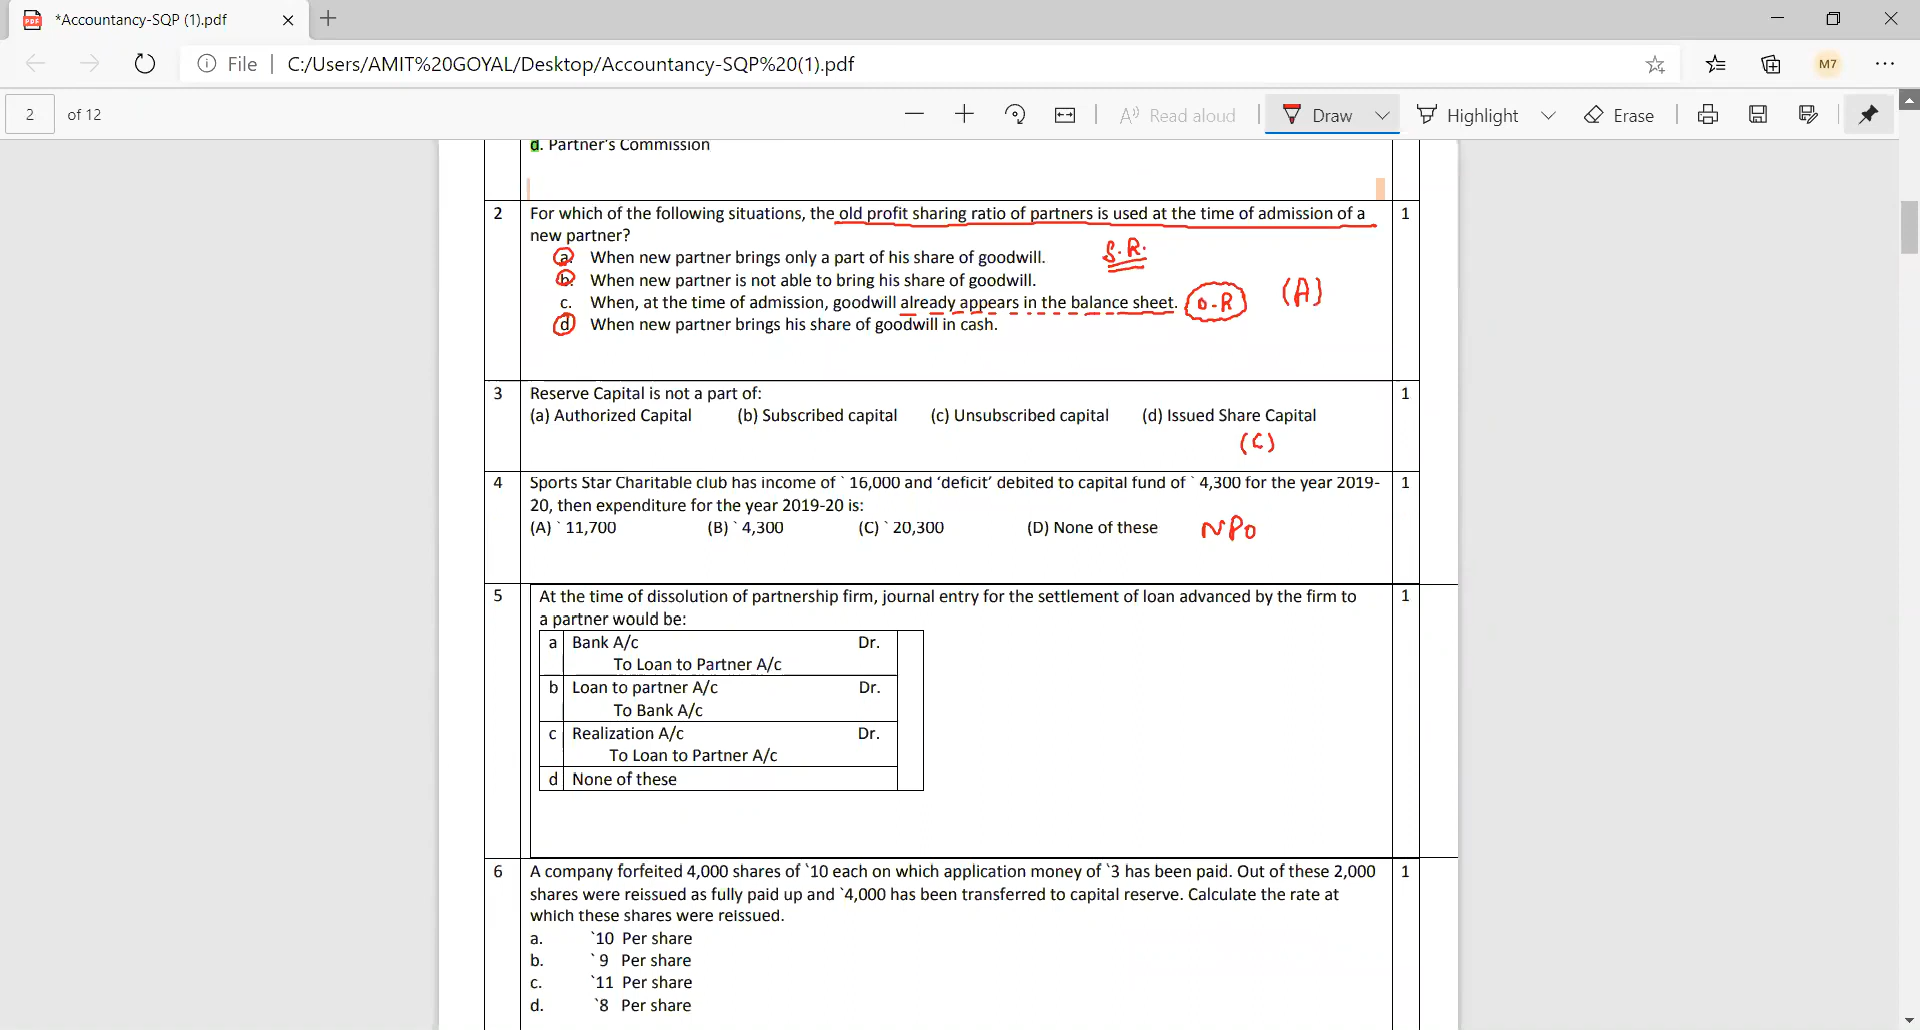 *Accountancy-SQP (1).pdf
File | C:/Users/AMIT%20GOYAL/Desktop/Accountancy-SQP%20(1).pdf
M7
2 of 12
Read aloud
Draw
Highlight
Erase
d. Partner's Commission
2 For which of the following situations, the old profit sharing ratio of partners is used at the time of admission of a 1
new partner?
a. When new partner brings only a part of his share of goodwill. S.R.
b. When new partner is not able to bring his share of goodwill.
c. When, at the time of admission, goodwill already appears in the balance sheet. O.R (A)
d When new partner brings his share of goodwill in cash.
3 Reserve Capital is not a part of: 1
(a) Authorized Capital (b) Subscribed capital (c) Unsubscribed capital (d) Issued Share Capital
(C)
4 Sports Star Charitable club has income of ` 16,000 and ‘deficit’ debited to capital fund of ` 4,300 for the year 2019- 1
20, then expenditure for the year 2019-20 is:
(A) ` 11,700 (B) ` 4,300 (C) ` 20,300 (D) None of these NPO
5 At the time of dissolution of partnership firm, journal entry for the settlement of loan advanced by the firm to 1
a partner would be:
a Bank A/c Dr.
To Loan to Partner A/c
b Loan to partner A/c Dr.
To Bank A/c
c Realization A/c Dr.
To Loan to Partner A/c
d None of these
6 A company forfeited 4,000 shares of `10 each on which application money of `3 has been paid. Out of these 2,000 1
shares were reissued as fully paid up and `4,000 has been transferred to capital reserve. Calculate the rate at
which these shares were reissued.
a. `10 Per share
b. ` 9 Per share
c. `11 Per share
d. `8 Per share